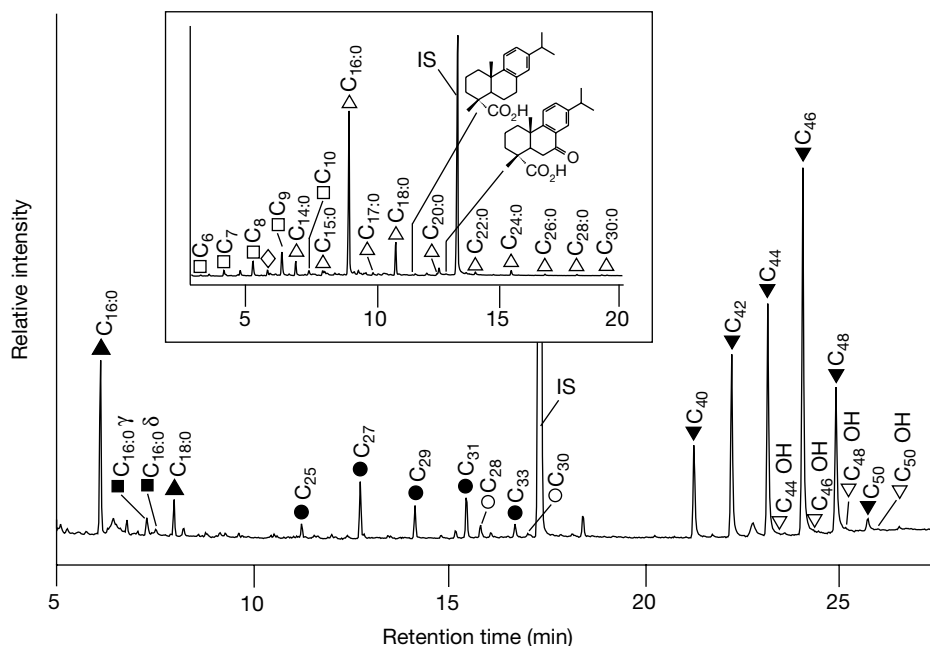 Relative intensity
C16:0
IS
CO2H
O
CO2H
C6
C7
C8
C9
C14:0
C10
C15:0
C17:0
C18:0
C20:0
C22:0
C24:0
C26:0
C28:0
C30:0
5
10
15
20
C16:0
C16:0 γ
C16:0 δ
C18:0
C25
C27
C29
C31
C28
C33
C30
IS
C40
C42
C44
C44 OH
C46
C46 OH
C48
C48 OH
C50
C50 OH
5
10
15
20
25
Retention time (min)